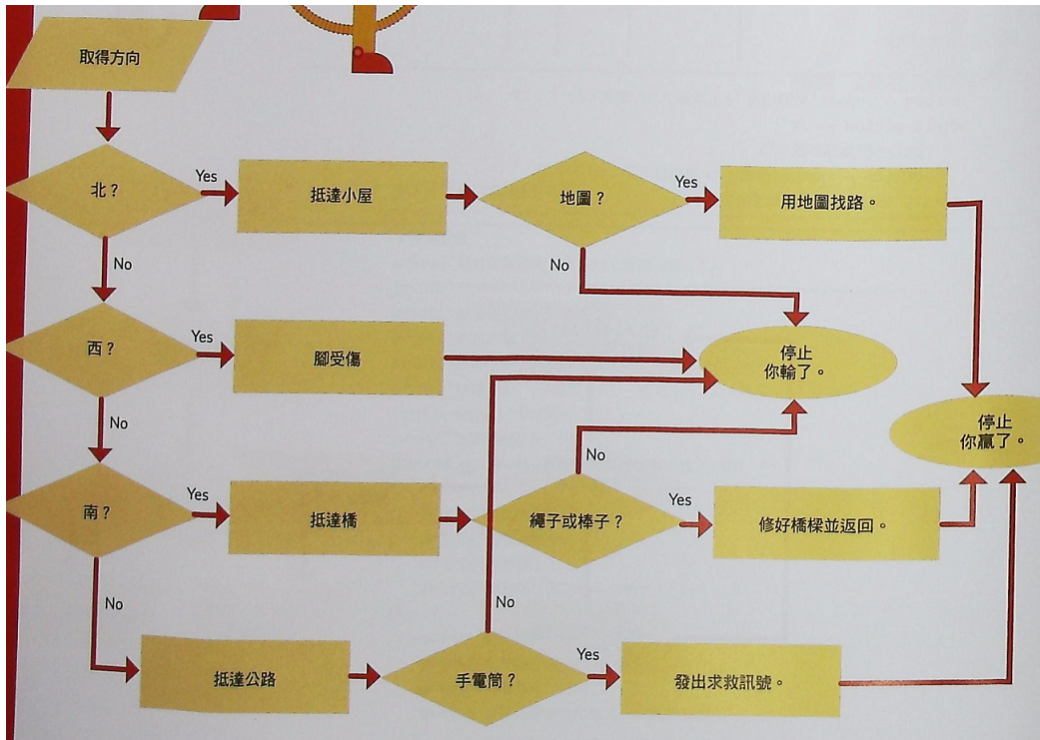 取得方向
北？
Yes
抵達小屋
地圖？
Yes
用地圖找路。
No
No
西？
Yes
腳受傷
停止
你輸了。
No
停止
你贏了。
南？
Yes
抵達橋
No
繩子或棒子？
Yes
修好橋樑並返回。
No
No
抵達公路
手電筒？
Yes
發出求救訊號。